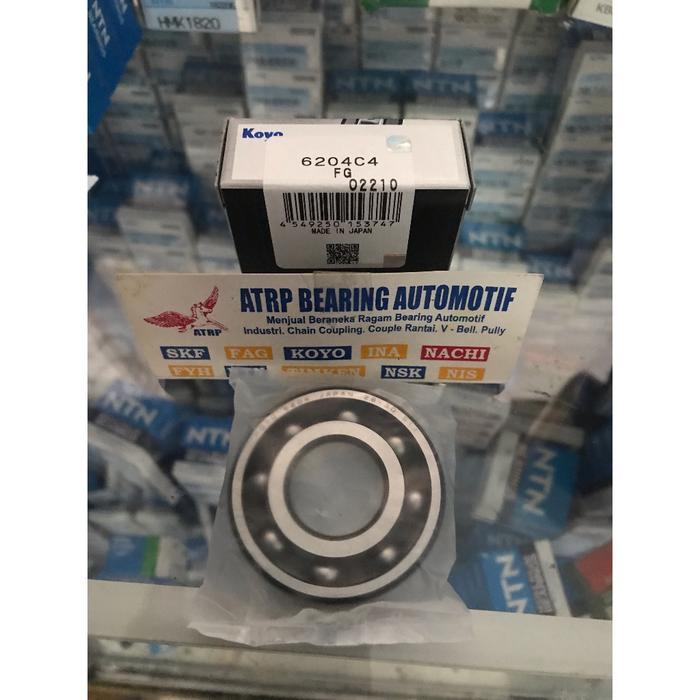 NTN
HMK1820
Koyo
6204C4
FG
02210
4 549250 153747
MADE IN JAPAN
NTN
ATRP BEARING AUTOMOTIF
Menjual Beraneka Ragam Bearing Automotif
Industri. Chain Coupling. Couple Rantai. V - Bell. Pully
ATRP
SKF FAG KOYO INA NACHI
FYH TIMKEN NSK NIS
JAPAN
NTN
NTN
NTN